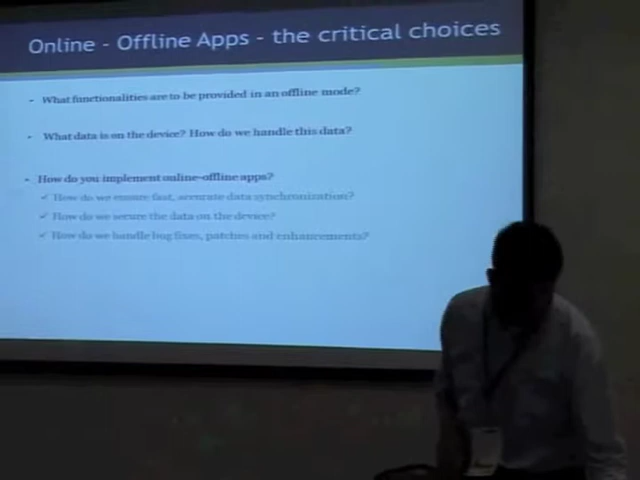 Online - Offline Apps - the critical choices
- What functionalities are to be provided in an offline mode?
- What data is on the device? How do we handle this data?
- How do you implement online-offline apps?
✓ How do we ensure fast, accurate data synchronization?
✓ How do we secure the data on the device?
✓ How do we handle bug fixes, patches and enhancements?